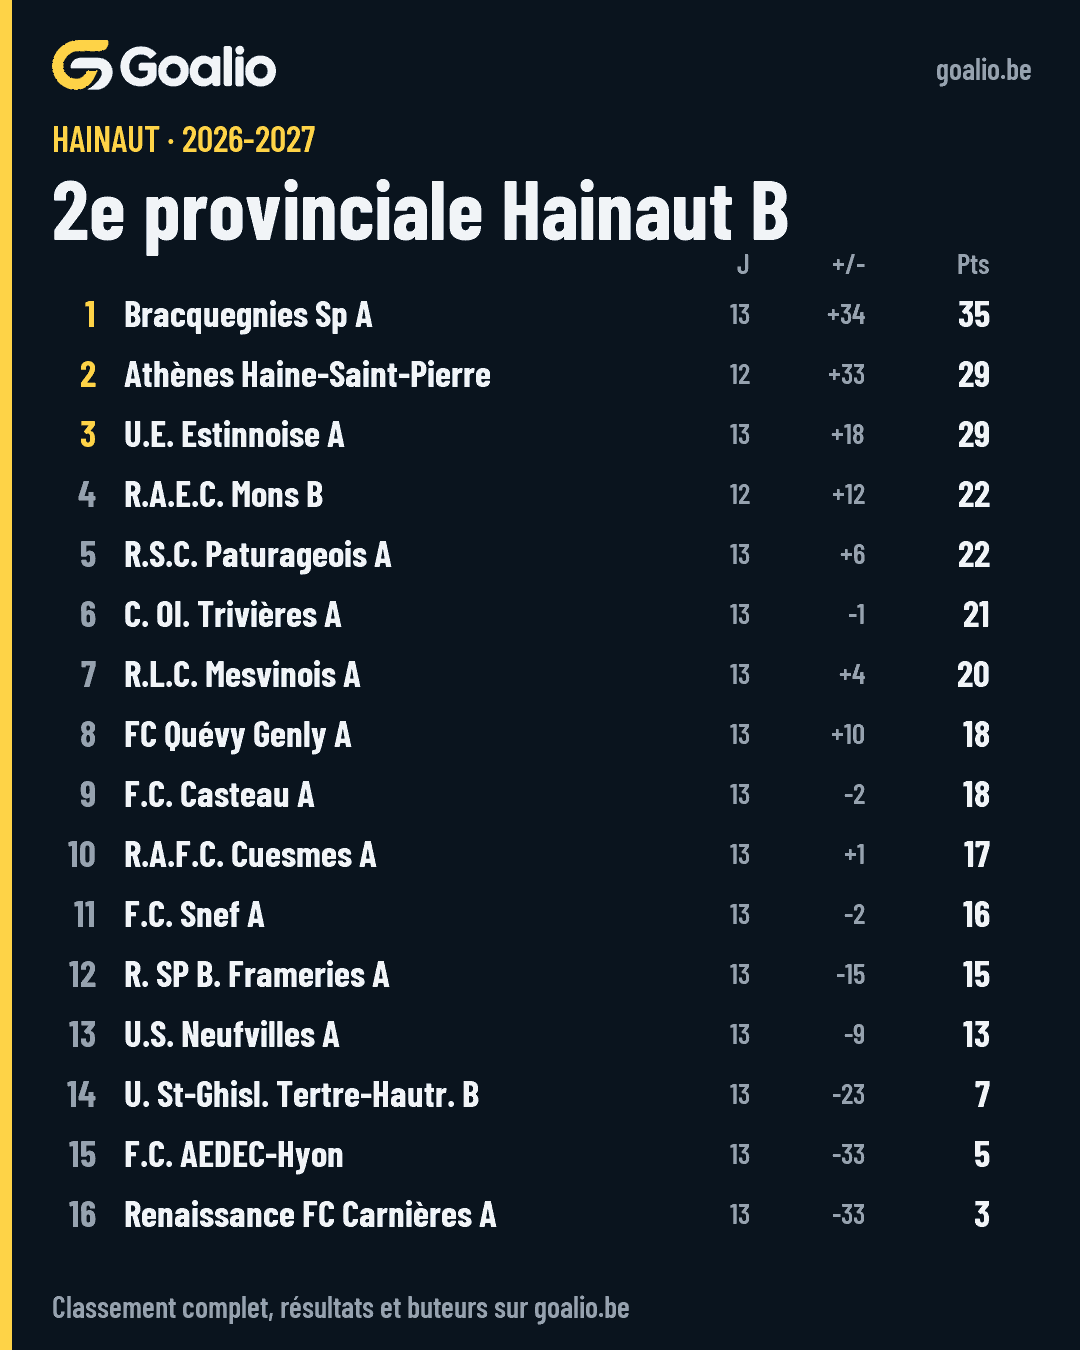 Goalio
goalio.be
HAINAUT · 2026-2027
2e provinciale Hainaut B
J +/- Pts
1 Bracquegnies Sp A 13 +34 35
2 Athènes Haine-Saint-Pierre 12 +33 29
3 U.E. Estinnoise A 13 +18 29
4 R.A.E.C. Mons B 12 +12 22
5 R.S.C. Paturageois A 13 +6 22
6 C. Ol. Trivières A 13 -1 21
7 R.L.C. Mesvinois A 13 +4 20
8 FC Quévy Genly A 13 +10 18
9 F.C. Casteau A 13 -2 18
10 R.A.F.C. Cuesmes A 13 +1 17
11 F.C. Snef A 13 -2 16
12 R. SP B. Frameries A 13 -15 15
13 U.S. Neufvilles A 13 -9 13
14 U. St-Ghisl. Tertre-Hautr. B 13 -23 7
15 F.C. AEDEC-Hyon 13 -33 5
16 Renaissance FC Carnières A 13 -33 3
Classement complet, résultats et buteurs sur goalio.be